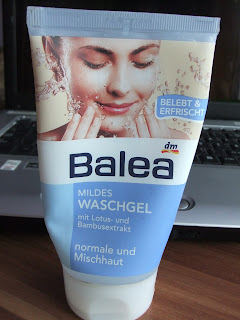 BELEBT &
ERFRISCHT
dm
Balea
MILDES
WASCHGEL
mit Lotus- und
Bambusextrakt
normale und
Mischhaut